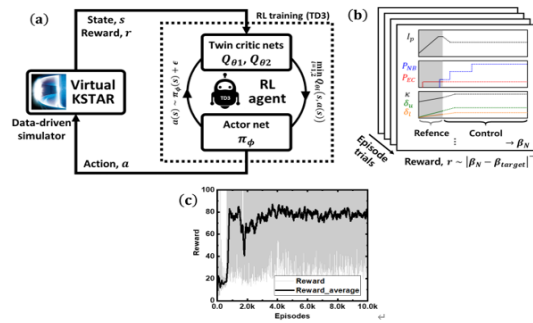 (a)
State, s
Reward, r
RL training (TD3)
Twin critic nets
Q_θ1, Q_θ2
a(s) ~ π_ϕ(s) + ϵ
TD3
RL
agent
min Q_θi(s, a(s))
i=1,2
Actor net
π_ϕ
Virtual
KSTAR
Data-driven
simulator
Action, a
(b)
I_p
P_NB
P_EC
κ
δ_u
δ_l
Refence
Control
⋮
→ β_N
Episode
trials
Reward, r ~ |β_N − β_target|^-
(c)
100
80
60
40
20
0
Reward
Reward
Reward_average
0.0
2.0k
4.0k
6.0k
8.0k
10.0k
Episodes